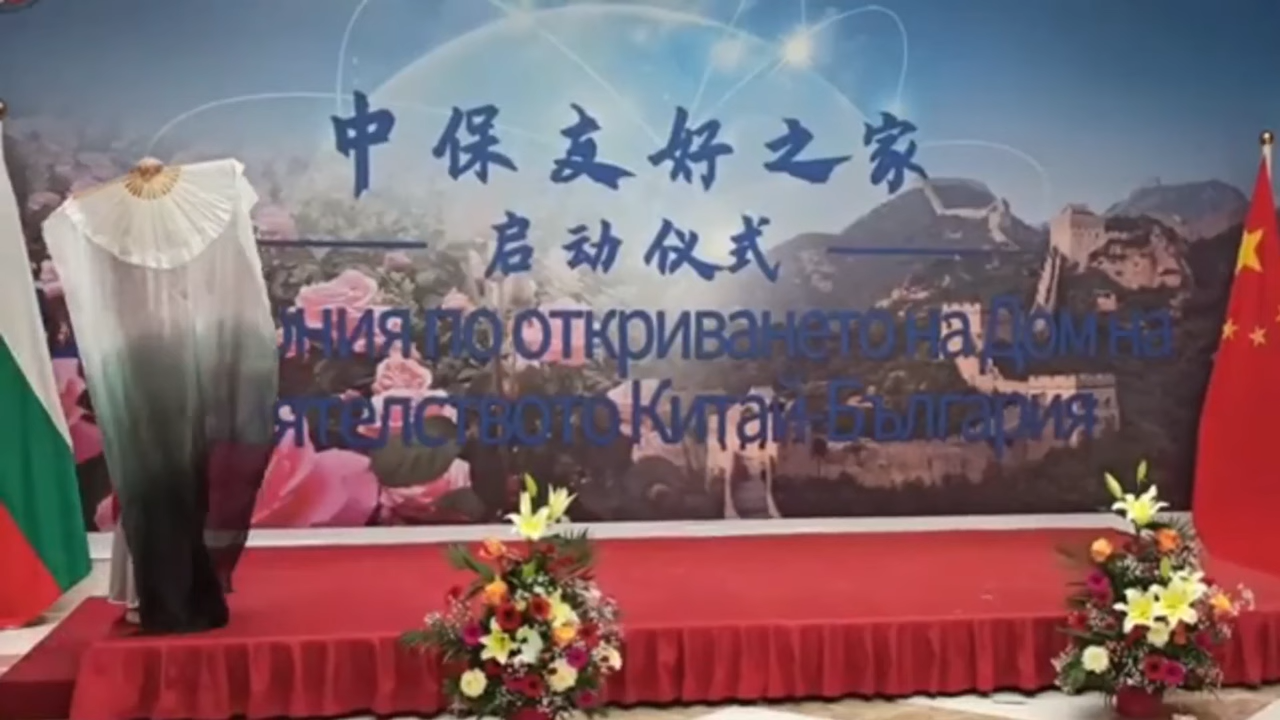 中保友好之家
启动仪式
по откриването на Дом на
Китай-България